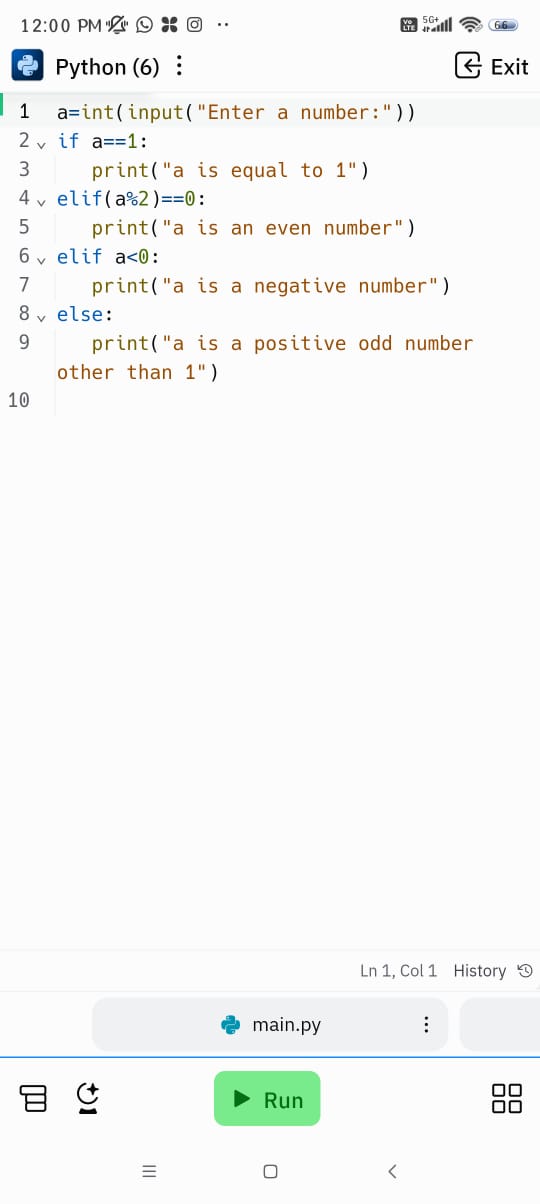 12:00 PM
Vo LTE 5G+ 66
Python (6)
Exit
1 a=int(input("Enter a number:"))
2 if a==1:
3 print("a is equal to 1")
4 elif(a%2)==0:
5 print("a is an even number")
6 elif a<0:
7 print("a is a negative number")
8 else:
9 print("a is a positive odd number
other than 1")
10
Ln 1, Col 1 History
main.py
Run